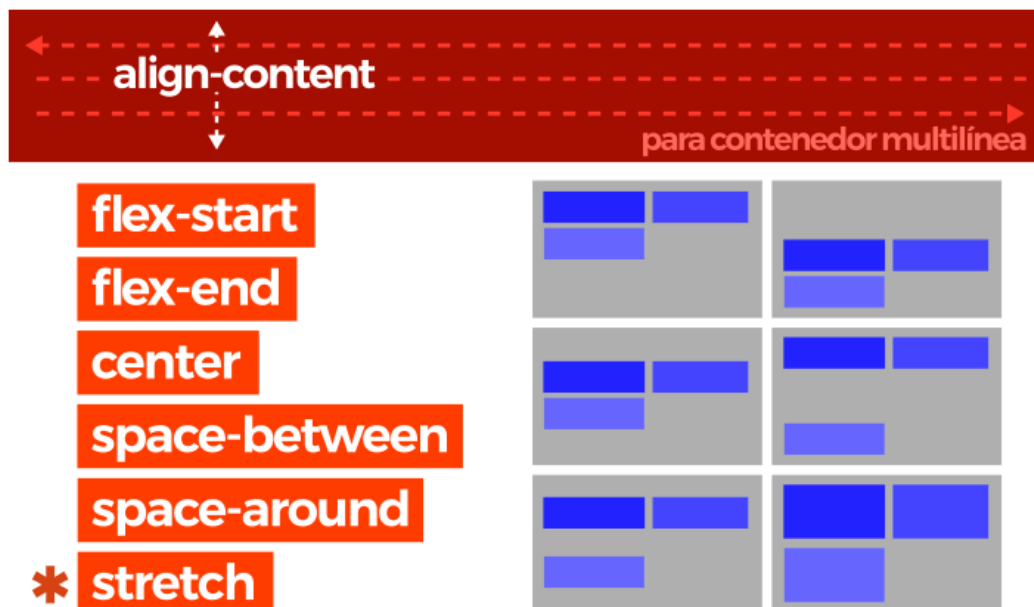 align-content
para contenedor multilínea
flex-start
flex-end
center
space-between
space-around
* stretch